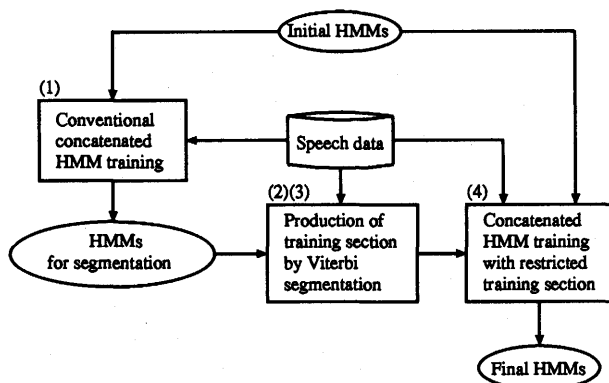 Initial HMMs
(1)
Conventional
concatenated
HMM training
Speech data
HMMs
for segmentation
(2)(3)
Production of
training section
by Viterbi
segmentation
(4)
Concatenated
HMM training
with restricted
training section
Final HMMs